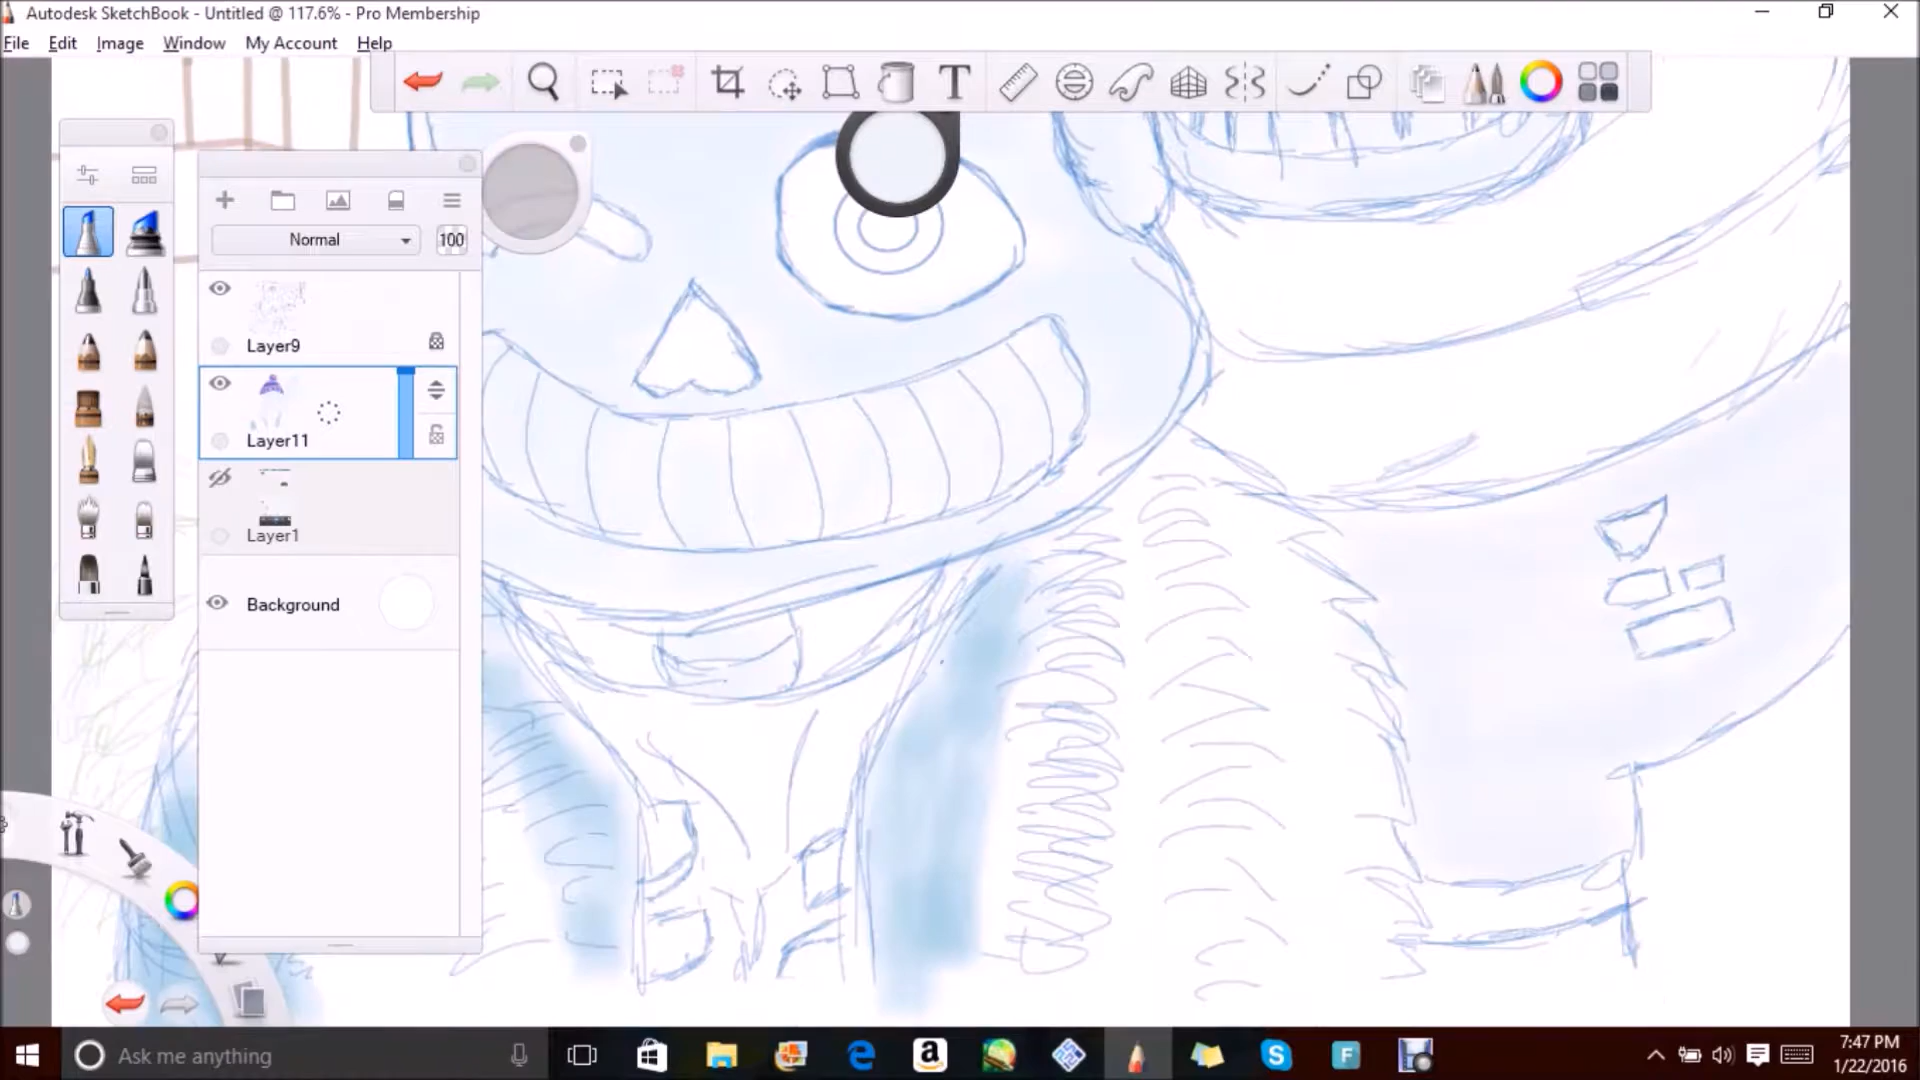 Autodesk SketchBook - Untitled @ 117.6% - Pro Membership
File Edit Image Window My Account Help
T
Normal 100
Layer9
Layer11
Layer1
Background
Ask me anything
a
S
F
7:47 PM
1/22/2016